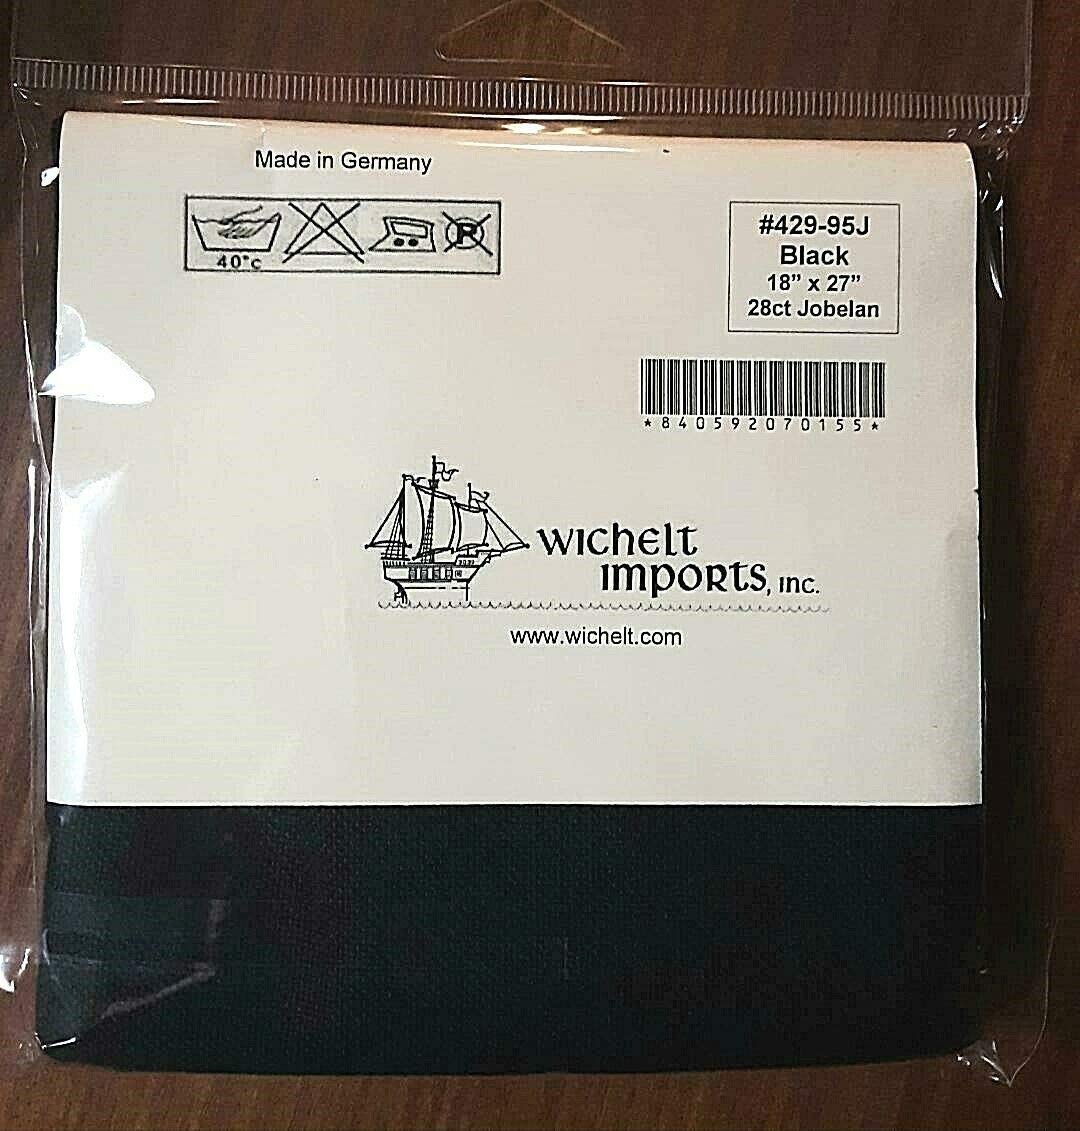 Made in Germany
40°c
P
#429-95J
Black
18” x 27”
28ct Jobelan
*840592070155*
Wichelt
Imports, Inc.
www.wichelt.com